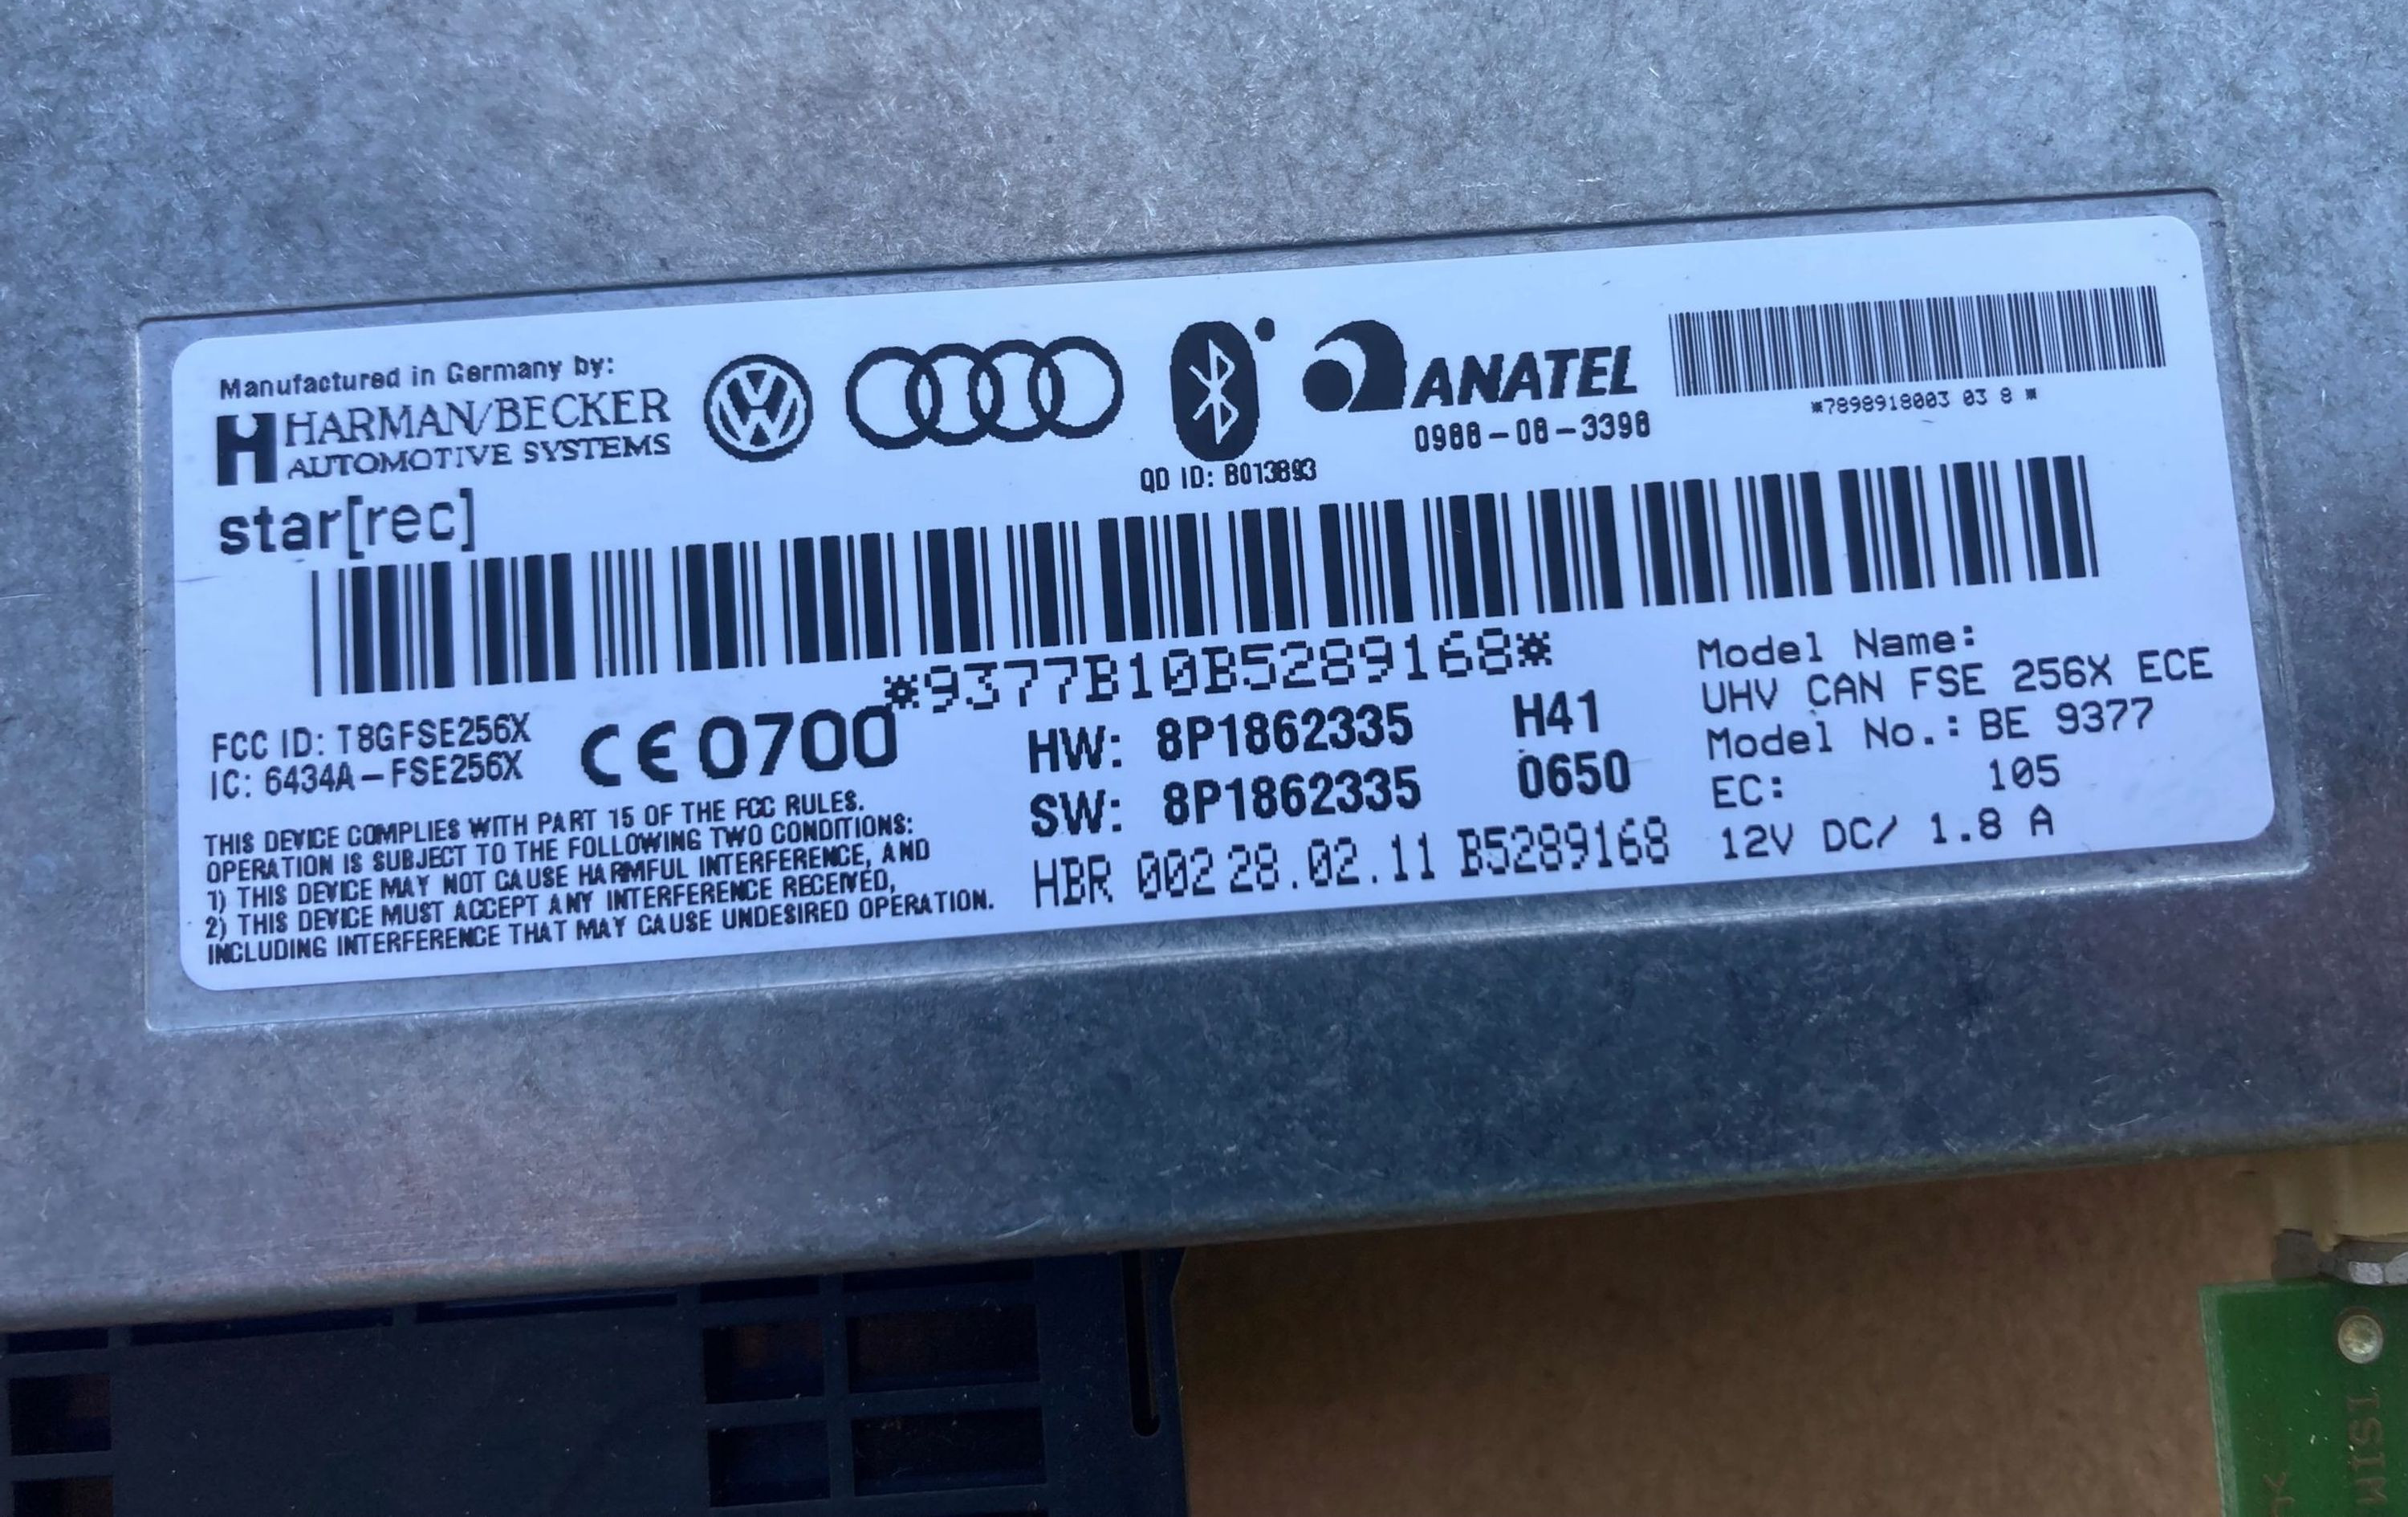 Manufactured in Germany by:
HARMAN/BECKER
AUTOMOTIVE SYSTEMS
star[rec]
QD ID: B013893
ANATEL
0988-08-3398
*7898918003 03 8 *
*9377B10B5289168*
FCC ID: T8GFSE256X
IC: 6434A-FSE256X
CE 0700
THIS DEVICE COMPLIES WITH PART 15 OF THE FCC RULES.
OPERATION IS SUBJECT TO THE FOLLOWING TWO CONDITIONS:
1) THIS DEVICE MAY NOT CAUSE HARMFUL INTERFERENCE, AND
2) THIS DEVICE MUST ACCEPT ANY INTERFERENCE RECEIVED,
INCLUDING INTERFERENCE THAT MAY CAUSE UNDESIRED OPERATION.
HW: 8P1862335 H41
SW: 8P1862335 0650
HBR 002 28.02.11 B5289168
Model Name:
UHV CAN FSE 256X ECE
Model No.: BE 9377
EC: 105
12V DC/ 1.8 A
WISI